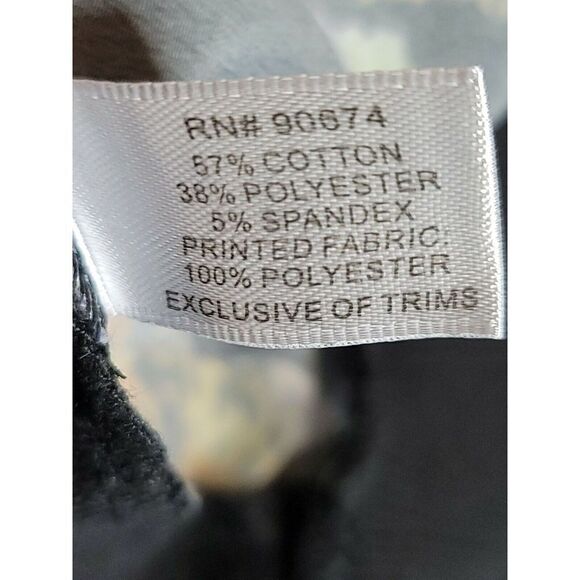 RN# 90674
57% COTTON
38% POLYESTER
5% SPANDEX
PRINTED FABRIC:
100% POLYESTER
EXCLUSIVE OF TRIMS